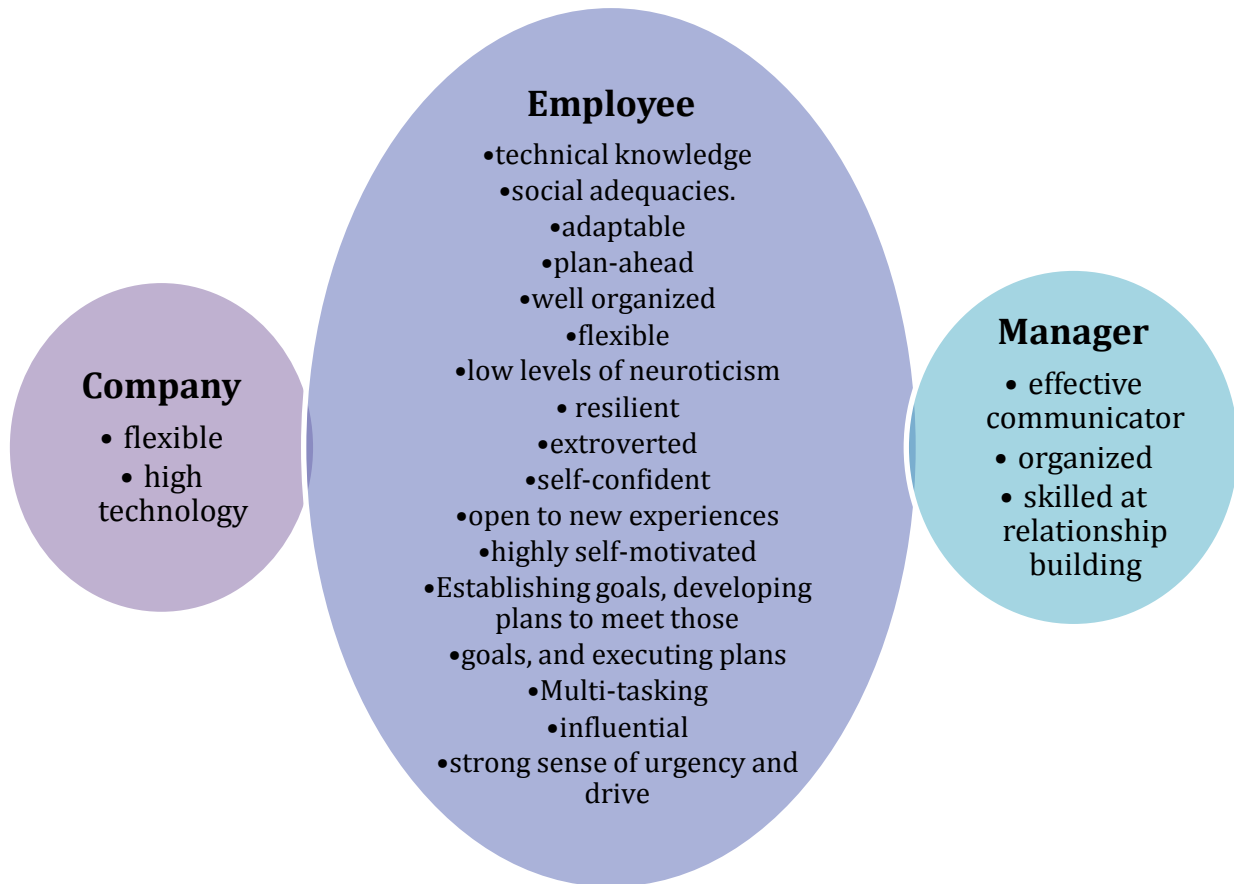 Company
• flexible
• high
technology
Employee
•technical knowledge
•social adequacies.
•adaptable
•plan-ahead
•well organized
•flexible
•low levels of neuroticism
• resilient
•extroverted
•self-confident
•open to new experiences
•highly self-motivated
•Establishing goals, developing
plans to meet those
•goals, and executing plans
•Multi-tasking
•influential
•strong sense of urgency and
drive
Manager
• effective
communicator
• organized
• skilled at
relationship
building